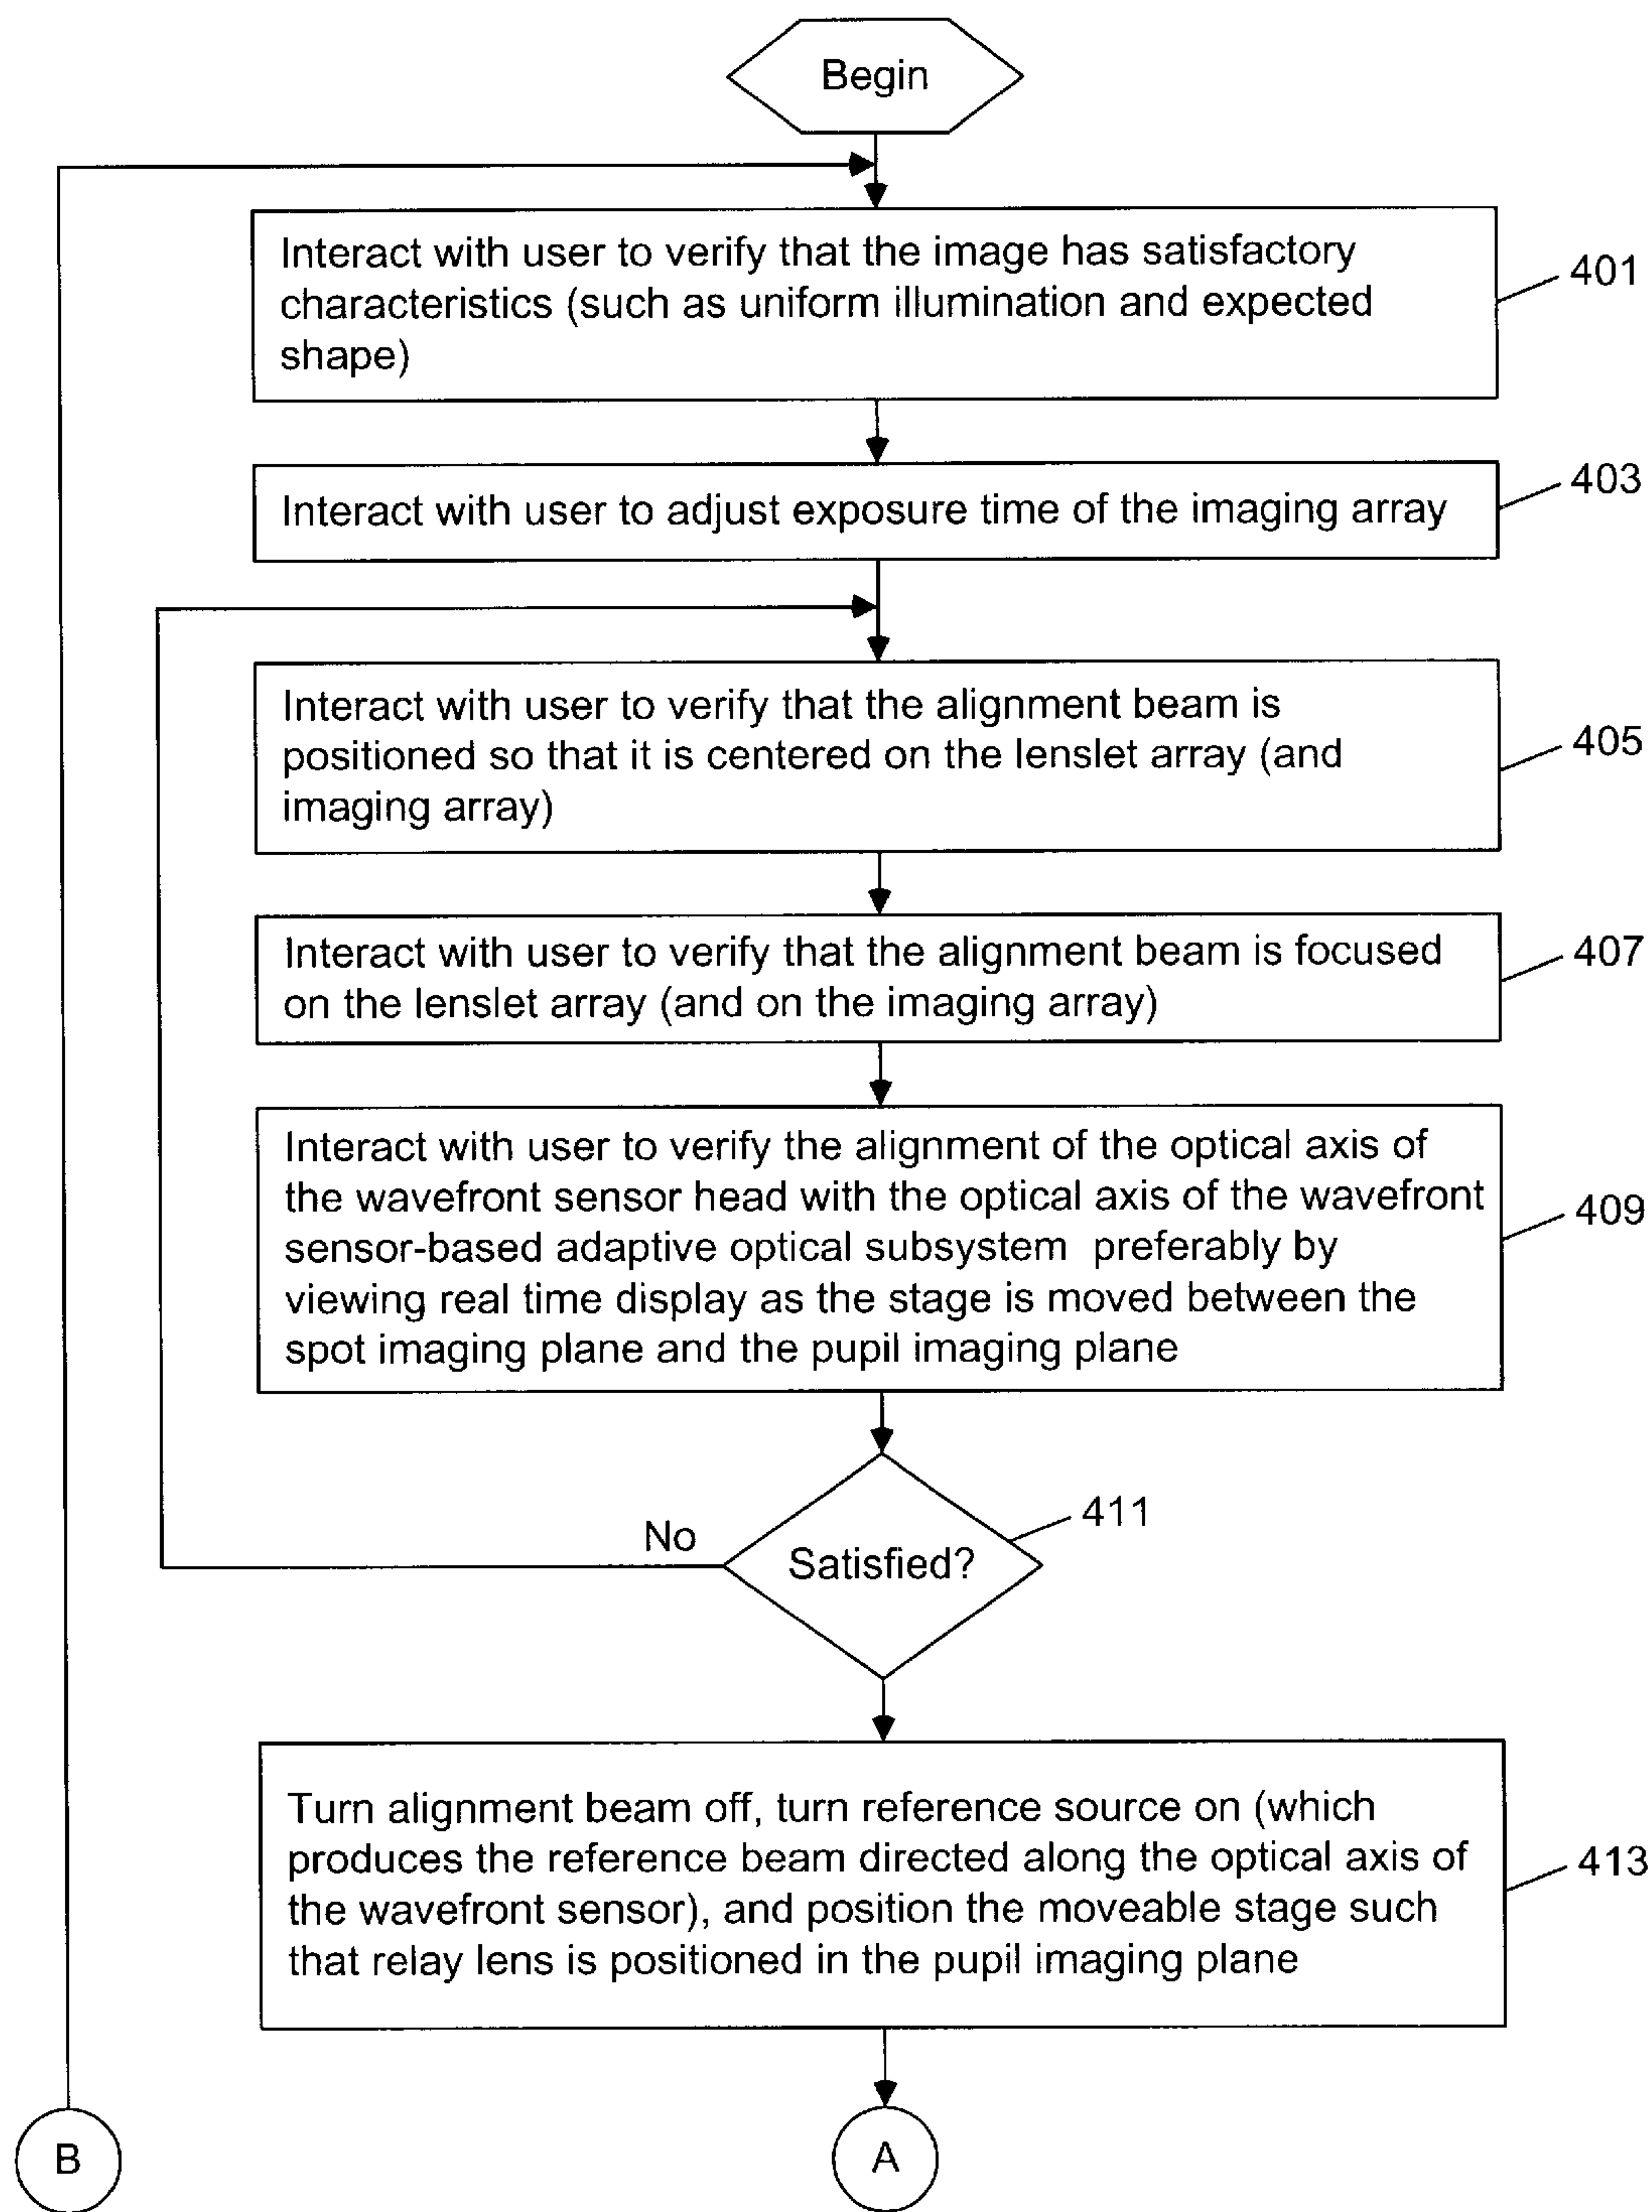 Begin
Interact with user to verify that the image has satisfactory
characteristics (such as uniform illumination and expected
shape)
401
Interact with user to adjust exposure time of the imaging array
403
Interact with user to verify that the alignment beam is
positioned so that it is centered on the lenslet array (and
imaging array)
405
Interact with user to verify that the alignment beam is focused
on the lenslet array (and on the imaging array)
407
Interact with user to verify the alignment of the optical axis of
the wavefront sensor head with the optical axis of the wavefront
sensor-based adaptive optical subsystem preferably by
viewing real time display as the stage is moved between the
spot imaging plane and the pupil imaging plane
409
No
Satisfied?
411
Turn alignment beam off, turn reference source on (which
produces the reference beam directed along the optical axis of
the wavefront sensor), and position the moveable stage such
that relay lens is positioned in the pupil imaging plane
413
B
A